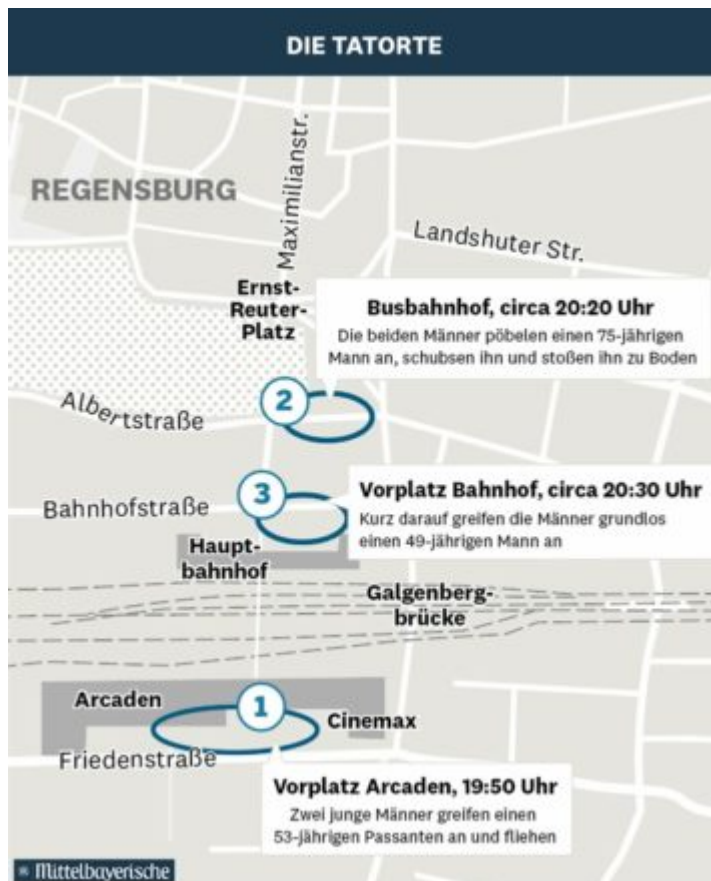 DIE TATORTE
REGENSBURG
Maximilianstr.
Landshuter Str.
Ernst-
Reuter-
Platz
Busbahnhof, circa 20:20 Uhr
Die beiden Männer pöbelen einen 75-jährigen
Mann an, schubsen ihn und stoßen ihn zu Boden
2
Albertstraße
3
Vorplatz Bahnhof, circa 20:30 Uhr
Kurz darauf greifen die Männer grundlos
einen 49-jährigen Mann an
Bahnhofstraße
Haupt-
bahnhof
Galgenberg-
brücke
Arcaden
1
Cinemax
Friedenstraße
Vorplatz Arcaden, 19:50 Uhr
Zwei junge Männer greifen einen
53-jährigen Passanten an und fliehen
Mittelbayerische